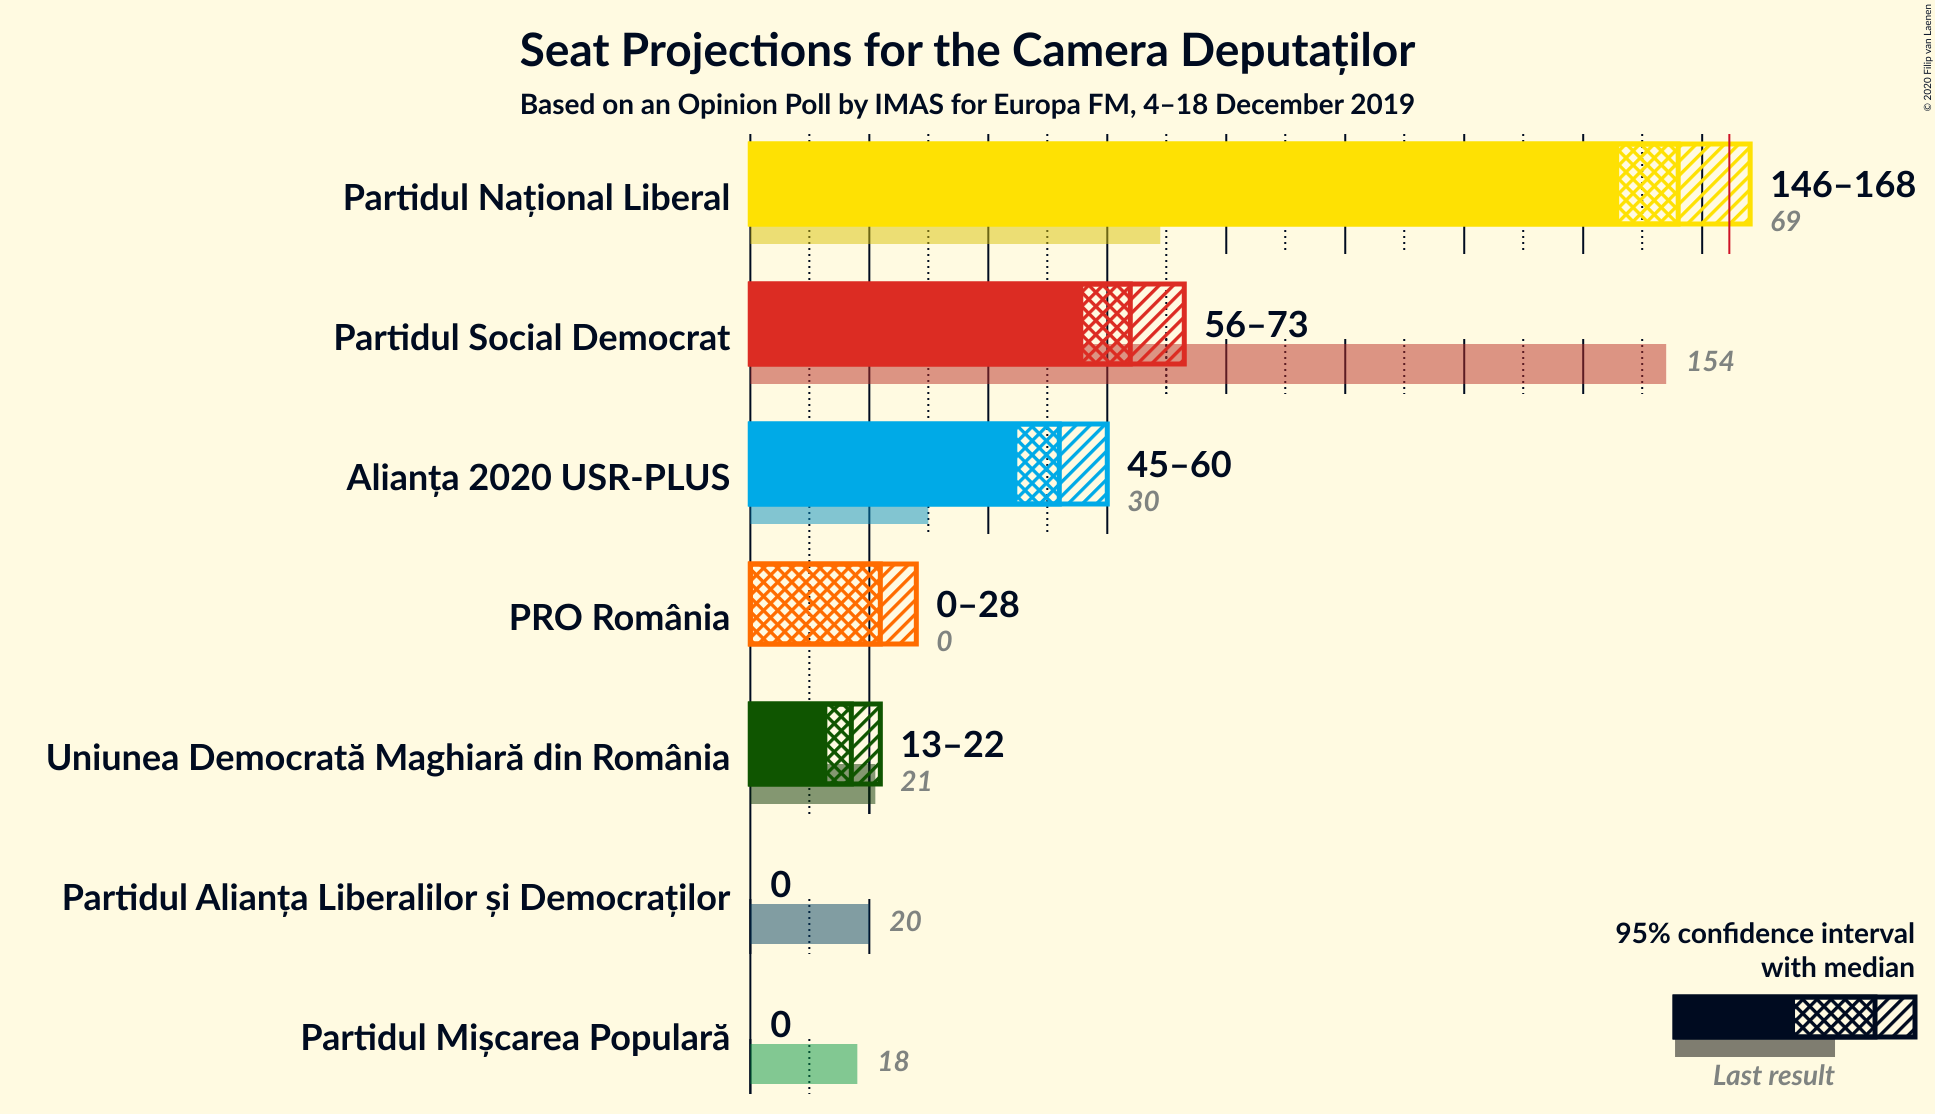 Seat Projections for the Camera Deputaților
Based on an Opinion Poll by IMAS for Europa FM, 4–18 December 2019
© 2020 Filip van Laenen
Partidul Național Liberal
146–168
69
Partidul Social Democrat
56–73
154
Alianța 2020 USR-PLUS
45–60
30
PRO România
0–28
0
Uniunea Democrată Maghiară din România
13–22
21
Partidul Alianța Liberalilor și Democraților
0
20
Partidul Mișcarea Populară
0
18
95% confidence interval
with median
Last result